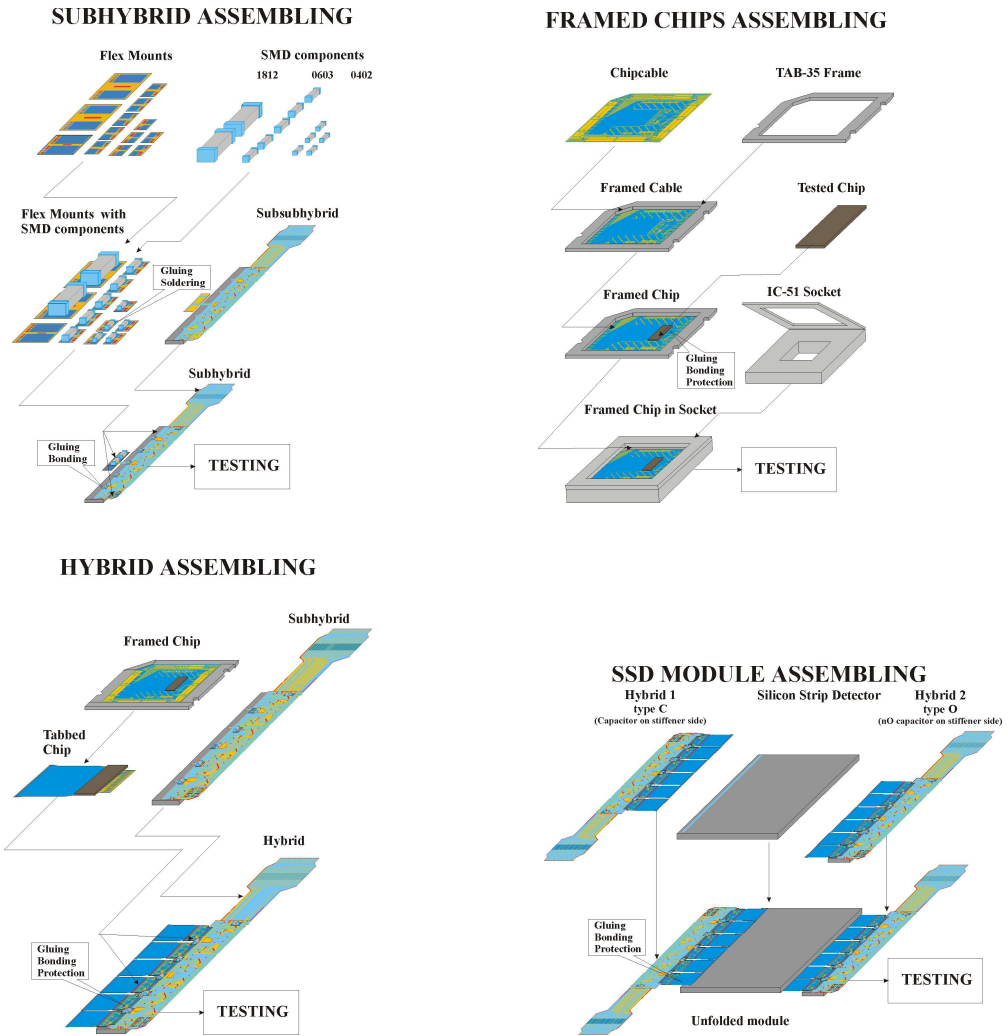 SUBHYBRID ASSEMBLING
Flex Mounts
SMD components
1812 0603 0402
Flex Mounts with
SMD components
Subsubhybrid
Gluing
Soldering
Subhybrid
Gluing
Bonding
TESTING
FRAMED CHIPS ASSEMBLING
Chipcable
TAB-35 Frame
Framed Cable
Tested Chip
Framed Chip
IC-51 Socket
Gluing
Bonding
Protection
Framed Chip in Socket
TESTING
HYBRID ASSEMBLING
Subhybrid
Framed Chip
Tabbed
Chip
Hybrid
Gluing
Bonding
Protection
TESTING
SSD MODULE ASSEMBLING
Hybrid 1
type C
(Capacitor on stiffener side)
Silicon Strip Detector
Hybrid 2
type O
(nO capacitor on stiffener side)
Gluing
Bonding
Protection
TESTING
Unfolded module